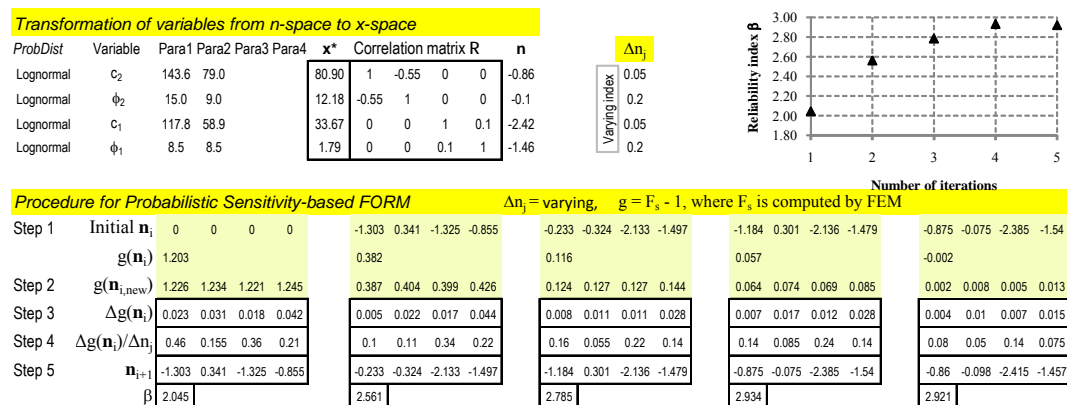 Transformation of variables from n-space to x-space
ProbDist Variable Para1 Para2 Para3 Para4 x* Correlation matrix R n Δnⱼ
Lognormal c₂ 143.6 79.0 80.90 1 -0.55 0 0 -0.86 0.05
Lognormal ϕ₂ 15.0 9.0 12.18 -0.55 1 0 0 -0.1 0.2
Lognormal c₁ 117.8 58.9 33.67 0 0 1 0.1 -2.42 0.05
Lognormal ϕ₁ 8.5 8.5 1.79 0 0 0.1 1 -1.46 0.2
Varying index
Reliability index β
3.00
2.80
2.60
2.40
2.20
2.00
1.80
1 2 3 4 5
Number of iterations
Procedure for Probabilistic Sensitivity-based FORM Δnⱼ = varying, g = Fₛ - 1, where Fₛ is computed by FEM
Step 1 Initial nᵢ 0 0 0 0 -1.303 0.341 -1.325 -0.855 -0.233 -0.324 -2.133 -1.497 -1.184 0.301 -2.136 -1.479 -0.875 -0.075 -2.385 -1.54
g(nᵢ) 1.203 0.382 0.116 0.057 -0.002
Step 2 g(nᵢ,new) 1.226 1.234 1.221 1.245 0.387 0.404 0.399 0.426 0.124 0.127 0.127 0.144 0.064 0.074 0.069 0.085 0.002 0.008 0.005 0.013
Step 3 Δg(nᵢ) 0.023 0.031 0.018 0.042 0.005 0.022 0.017 0.044 0.008 0.011 0.011 0.028 0.007 0.017 0.012 0.028 0.004 0.01 0.007 0.015
Step 4 Δg(nᵢ)/Δnⱼ 0.46 0.155 0.36 0.21 0.1 0.11 0.34 0.22 0.16 0.055 0.22 0.14 0.14 0.085 0.24 0.14 0.08 0.05 0.14 0.075
Step 5 nᵢ₊₁ -1.303 0.341 -1.325 -0.855 -0.233 -0.324 -2.133 -1.497 -1.184 0.301 -2.136 -1.479 -0.875 -0.075 -2.385 -1.54 -0.86 -0.098 -2.415 -1.457
β 2.045 2.561 2.785 2.934 2.921